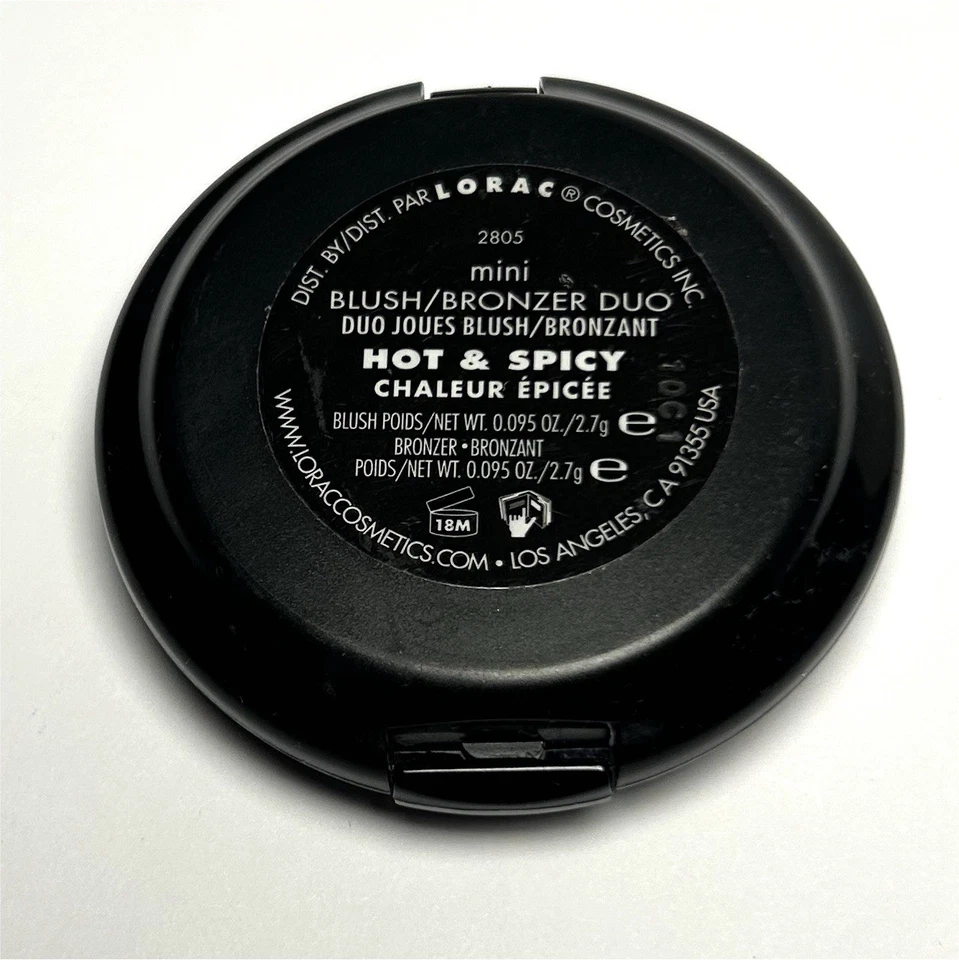 DIST. BY/DIST. PAR LORAC® COSMETICS INC.
2805
mini
BLUSH/BRONZER DUO
DUO JOUES BLUSH/BRONZANT
HOT & SPICY
CHALEUR ÉPICÉE
BLUSH POIDS/NET WT. 0.095 OZ./2.7g e
BRONZER • BRONZANT
POIDS/NET WT. 0.095 OZ./2.7g e
18M
WWW.LORACCOSMETICS.COM • LOS ANGELES, CA 91355 USA